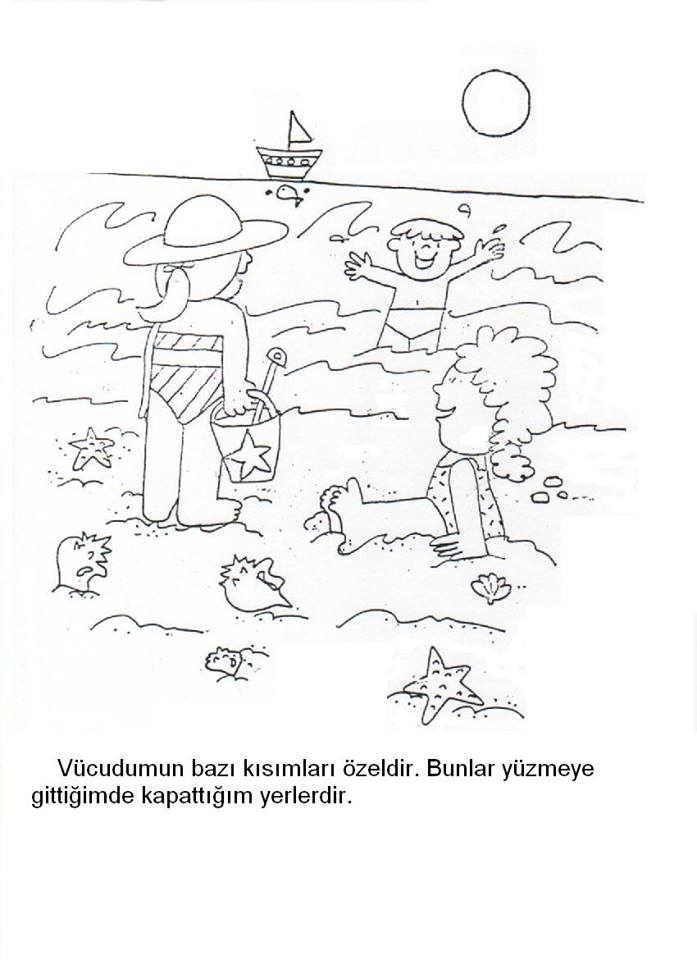 Vücudumun bazı kısımları özeldir. Bunlar yüzmeye
gittiğimde kapattığım yerlerdir.